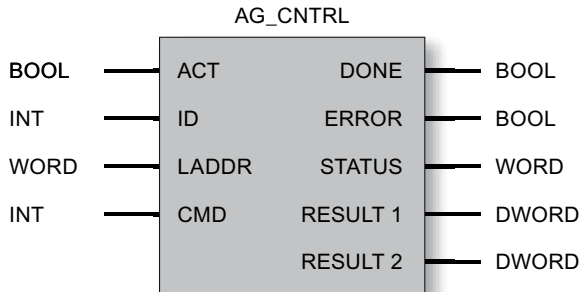 AG_CNTRL
BOOL ACT DONE BOOL
INT ID ERROR BOOL
WORD LADDR STATUS WORD
INT CMD RESULT 1 DWORD
RESULT 2 DWORD